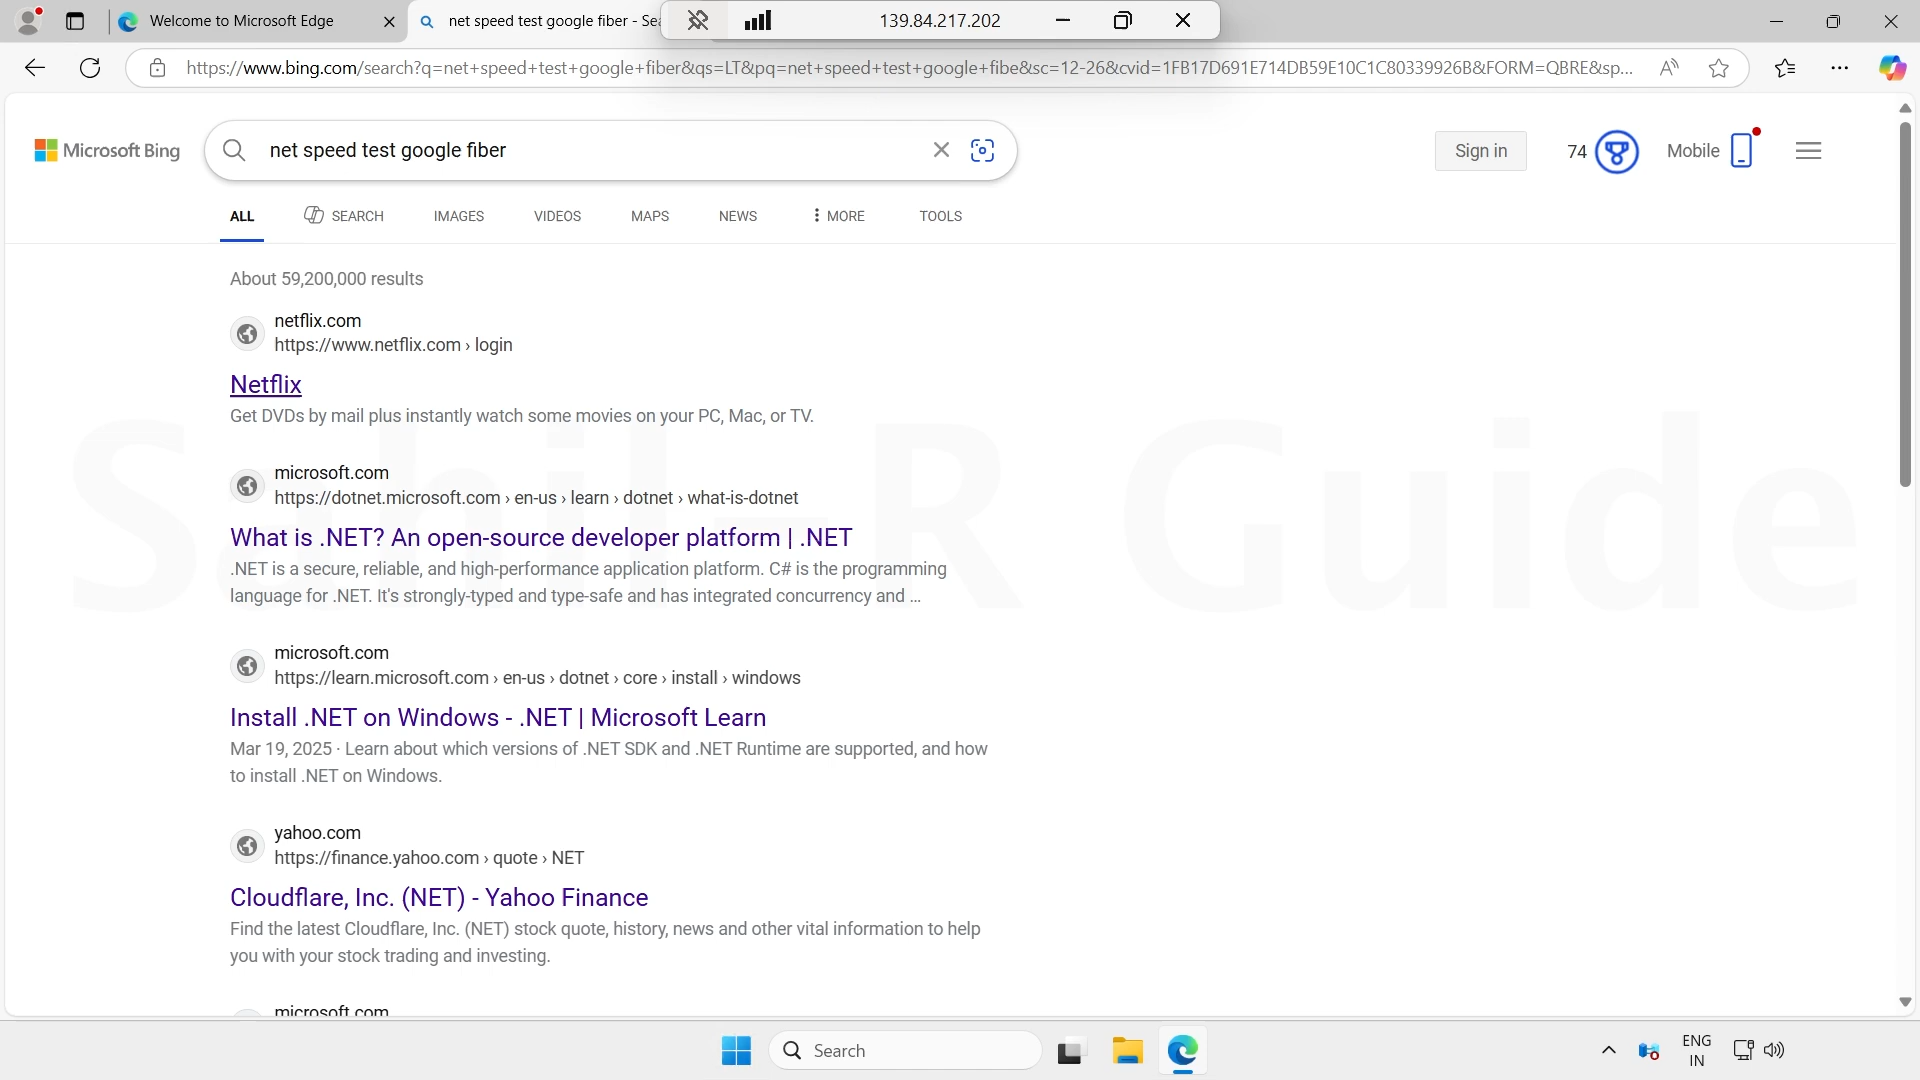 Welcome to Microsoft Edge
net speed test google fiber - Sea
139.84.217.202
https://www.bing.com/search?q=net+speed+test+google+fiber&qs=LT&pq=net+speed+test+google+fibe&sc=12-26&cvid=1FB17D691E714DB59E10C1C80339926B&FORM=QBRE&sp...
Microsoft Bing
net speed test google fiber
Sign in
74
Mobile
ALL
SEARCH
IMAGES
VIDEOS
MAPS
NEWS
MORE
TOOLS
About 59,200,000 results
netflix.com
https://www.netflix.com › login
Netflix
Get DVDs by mail plus instantly watch some movies on your PC, Mac, or TV.
Sahil-R Guide
microsoft.com
https://dotnet.microsoft.com › en-us › learn › dotnet › what-is-dotnet
What is .NET? An open-source developer platform | .NET
.NET is a secure, reliable, and high-performance application platform. C# is the programming
language for .NET. It's strongly-typed and type-safe and has integrated concurrency and ...
microsoft.com
https://learn.microsoft.com › en-us › dotnet › core › install › windows
Install .NET on Windows - .NET | Microsoft Learn
Mar 19, 2025 · Learn about which versions of .NET SDK and .NET Runtime are supported, and how
to install .NET on Windows.
yahoo.com
https://finance.yahoo.com › quote › NET
Cloudflare, Inc. (NET) - Yahoo Finance
Find the latest Cloudflare, Inc. (NET) stock quote, history, news and other vital information to help
you with your stock trading and investing.
microsoft.com
Search
ENG
IN